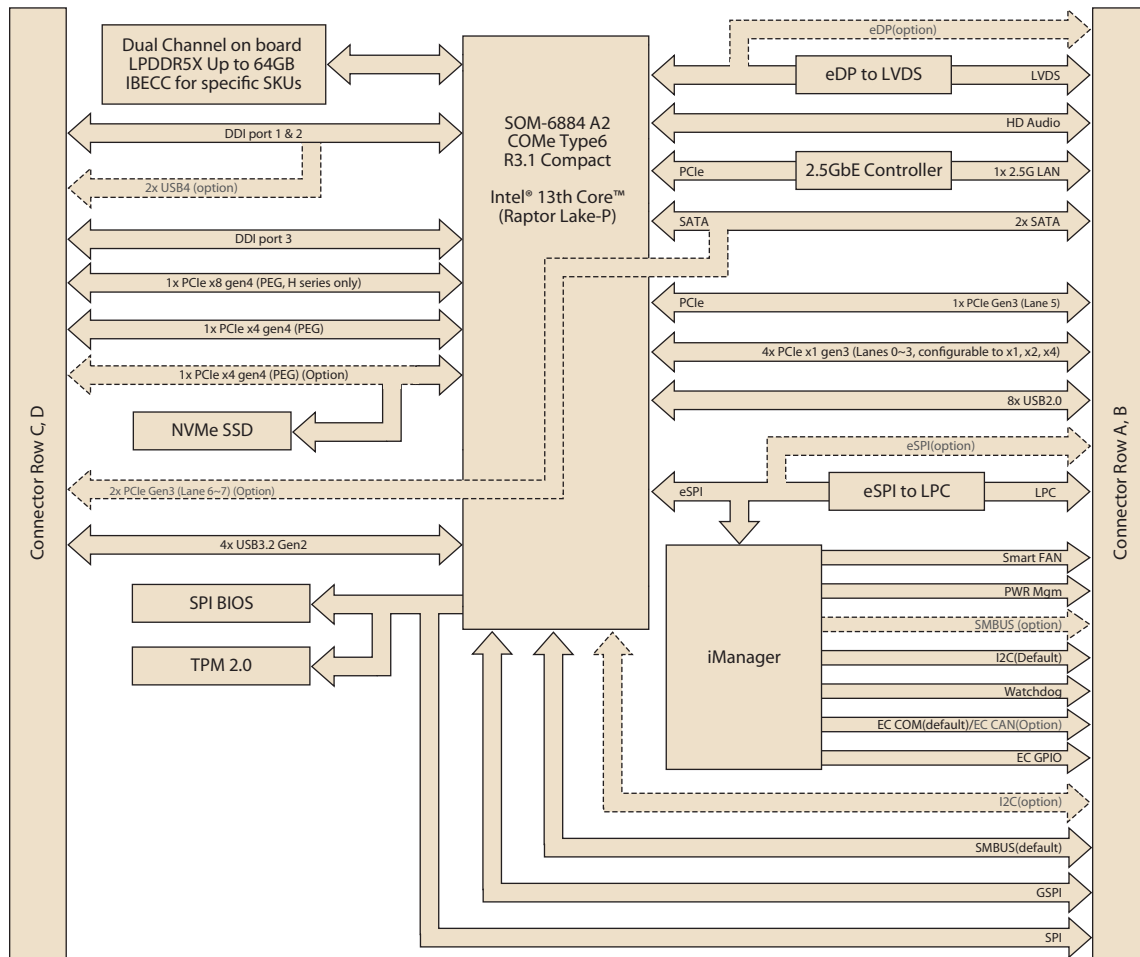 Dual Channel on board
LPDDR5X Up to 64GB
IBECC for specific SKUs
DDI port 1 & 2
2x USB4 (option)
DDI port 3
1x PCIe x8 gen4 (PEG, H series only)
1x PCIe x4 gen4 (PEG)
1x PCIe x4 gen4 (PEG) (Option)
NVMe SSD
2x PCIe Gen3 (Lane 6~7) (Option)
4x USB3.2 Gen2
SPI BIOS
TPM 2.0
Connector Row C, D
SOM-6884 A2
COMe Type6
R3.1 Compact
Intel® 13th Core™
(Raptor Lake-P)
eDP(option)
eDP to LVDS
LVDS
HD Audio
PCIe
2.5GbE Controller
1x 2.5G LAN
SATA
2x SATA
PCIe
1x PCIe Gen3 (Lane 5)
4x PCIe x1 gen3 (Lanes 0~3, configurable to x1, x2, x4)
8x USB2.0
eSPI(option)
eSPI
eSPI to LPC
LPC
iManager
Smart FAN
PWR Mgm
SMBUS (option)
I2C(Default)
Watchdog
EC COM(default)/EC CAN(Option)
EC GPIO
I2C(option)
SMBUS(default)
GSPI
SPI
Connector Row A, B